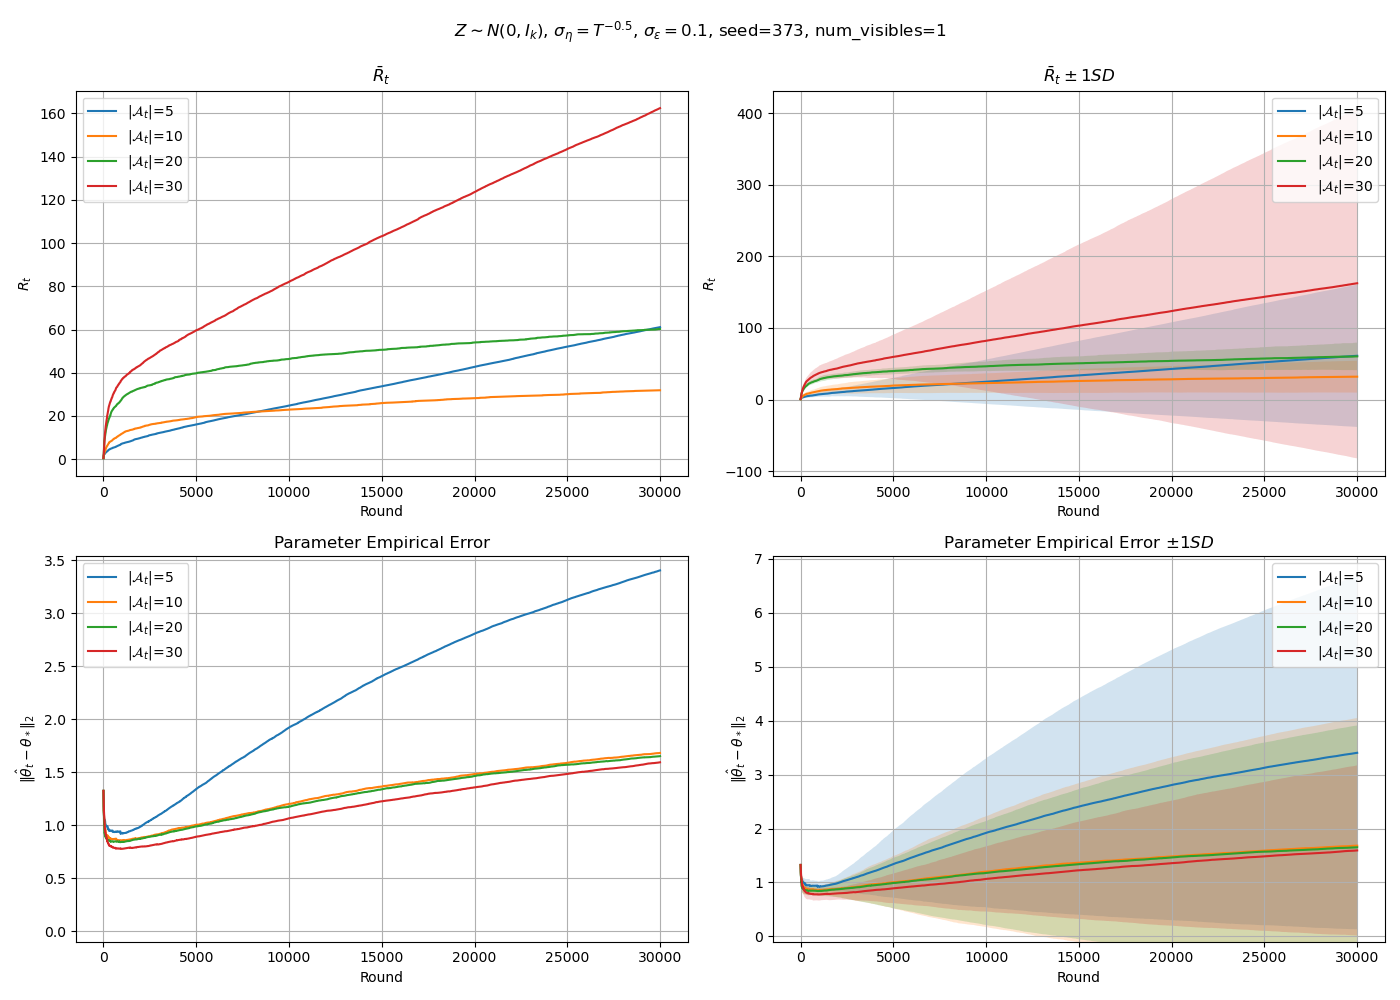 Z ∼ N(0, I_k), σ_η = T^{−0.5}, σ_ε = 0.1, seed=373, num_visibles=1
R̄_t
|𝒜_t|=5
|𝒜_t|=10
|𝒜_t|=20
|𝒜_t|=30
R_t
160
140
120
100
80
60
40
20
0
0 5000 10000 15000 20000 25000 30000
Round
R̄_t ± 1SD
|𝒜_t|=5
|𝒜_t|=10
|𝒜_t|=20
|𝒜_t|=30
R_t
400
300
200
100
0
−100
0 5000 10000 15000 20000 25000 30000
Round
Parameter Empirical Error
|𝒜_t|=5
|𝒜_t|=10
|𝒜_t|=20
|𝒜_t|=30
‖θ̂_t − θ_*‖_2
3.5
3.0
2.5
2.0
1.5
1.0
0.5
0.0
0 5000 10000 15000 20000 25000 30000
Round
Parameter Empirical Error ±1SD
|𝒜_t|=5
|𝒜_t|=10
|𝒜_t|=20
|𝒜_t|=30
‖θ̂_t − θ_*‖_2
7
6
5
4
3
2
1
0
0 5000 10000 15000 20000 25000 30000
Round